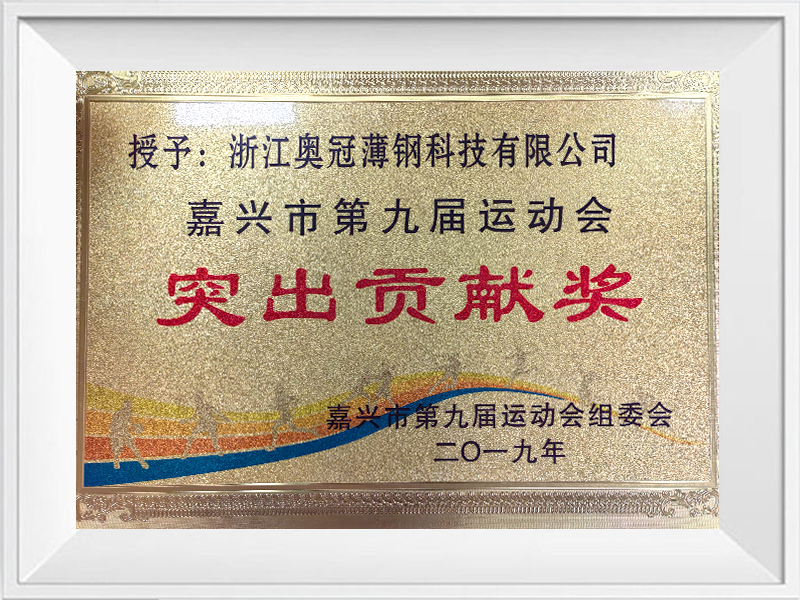 授予：浙江奥冠薄钢科技有限公司
嘉兴市第九届运动会
突出贡献奖
嘉兴市第九届运动会组委会
二〇一九年